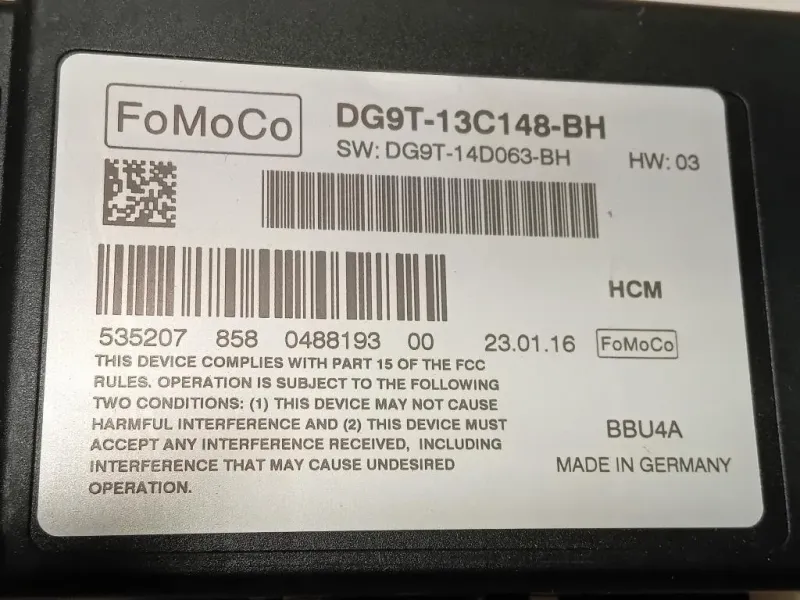 FoMoCo
DG9T-13C148-BH
SW: DG9T-14D063-BH
HW: 03
HCM
535207 858 0488193 00
23.01.16
FoMoCo
THIS DEVICE COMPLIES WITH PART 15 OF THE FCC
RULES. OPERATION IS SUBJECT TO THE FOLLOWING
TWO CONDITIONS: (1) THIS DEVICE MAY NOT CAUSE
HARMFUL INTERFERENCE AND (2) THIS DEVICE MUST
ACCEPT ANY INTERFERENCE RECEIVED, INCLUDING
INTERFERENCE THAT MAY CAUSE UNDESIRED
OPERATION.
BBU4A
MADE IN GERMANY